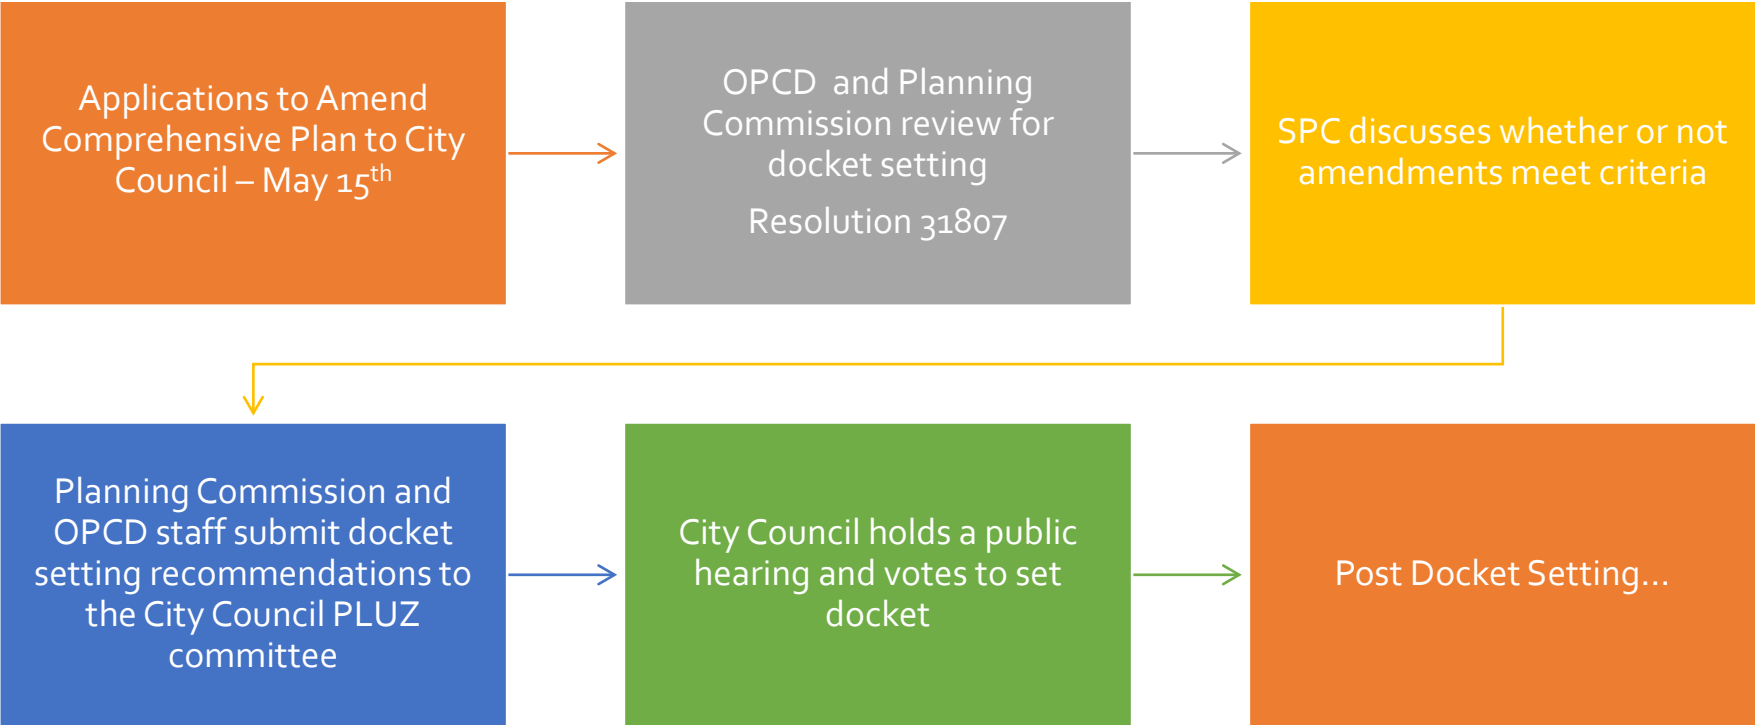 Applications to Amend
Comprehensive Plan to City
Council – May 15th
OPCD  and Planning
Commission review for
docket setting
Resolution 31807
SPC discusses whether or not
amendments meet criteria
Planning Commission and
OPCD staff submit docket
setting recommendations to
the City Council PLUZ
committee
City Council holds a public
hearing and votes to set
docket
Post Docket Setting...